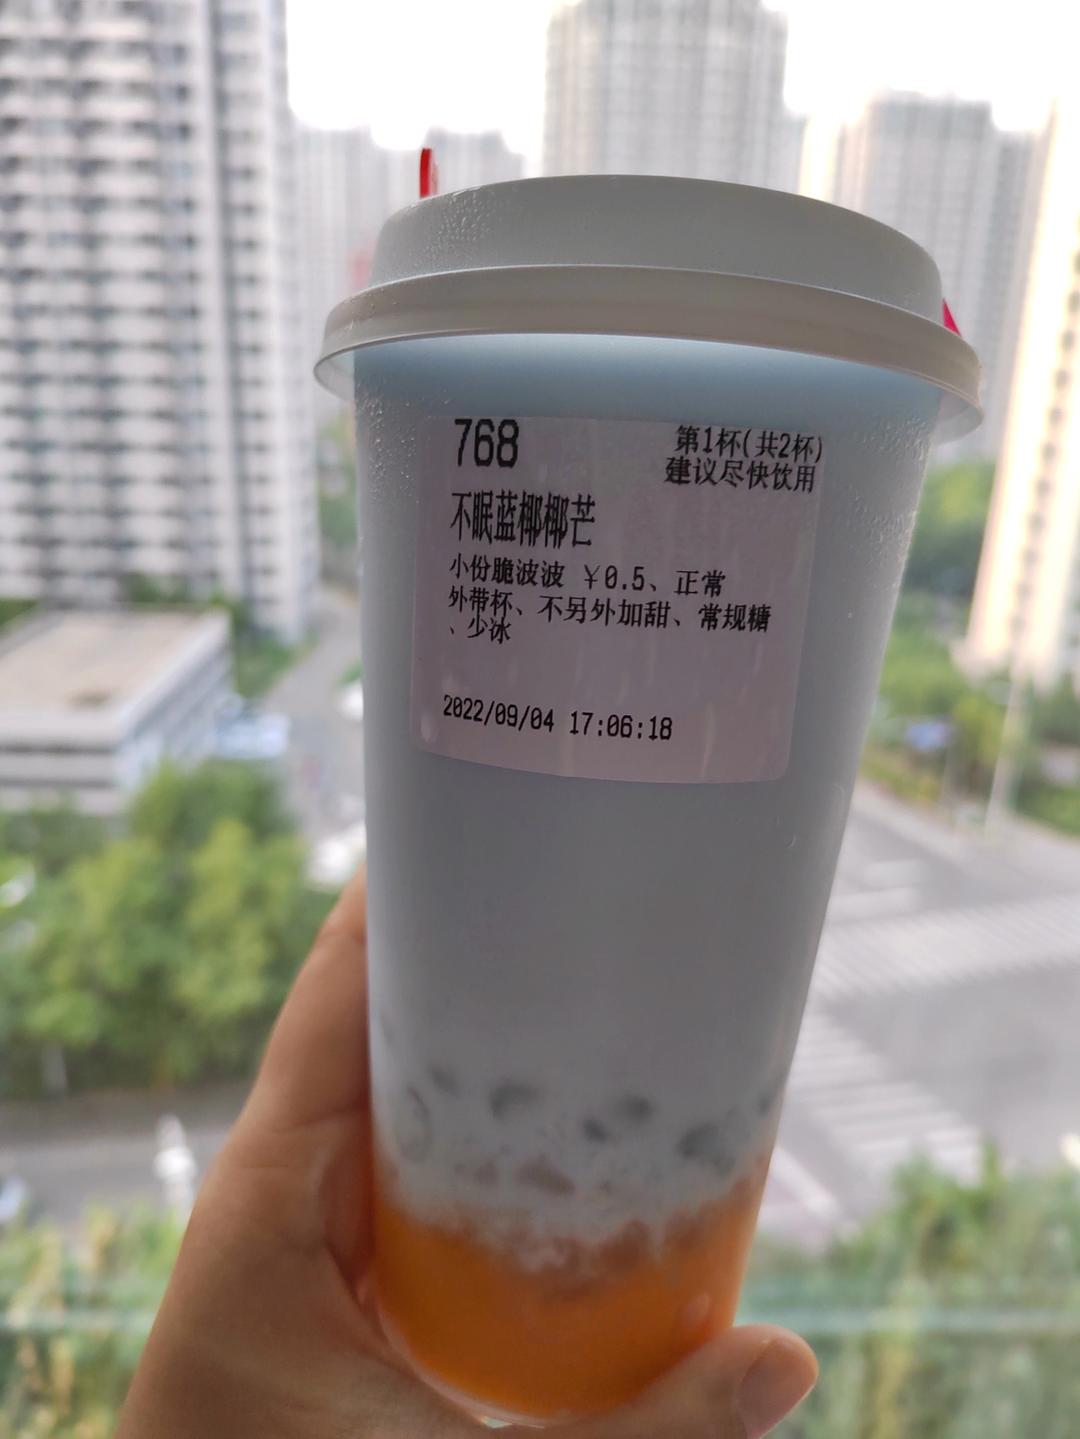 768
第1杯(共2杯)
建议尽快饮用
不眠蓝椰椰芒
小份脆波波 ￥0.5、正常
外带杯、不另外加甜、常规糖
、少冰
2022/09/04 17:06:18